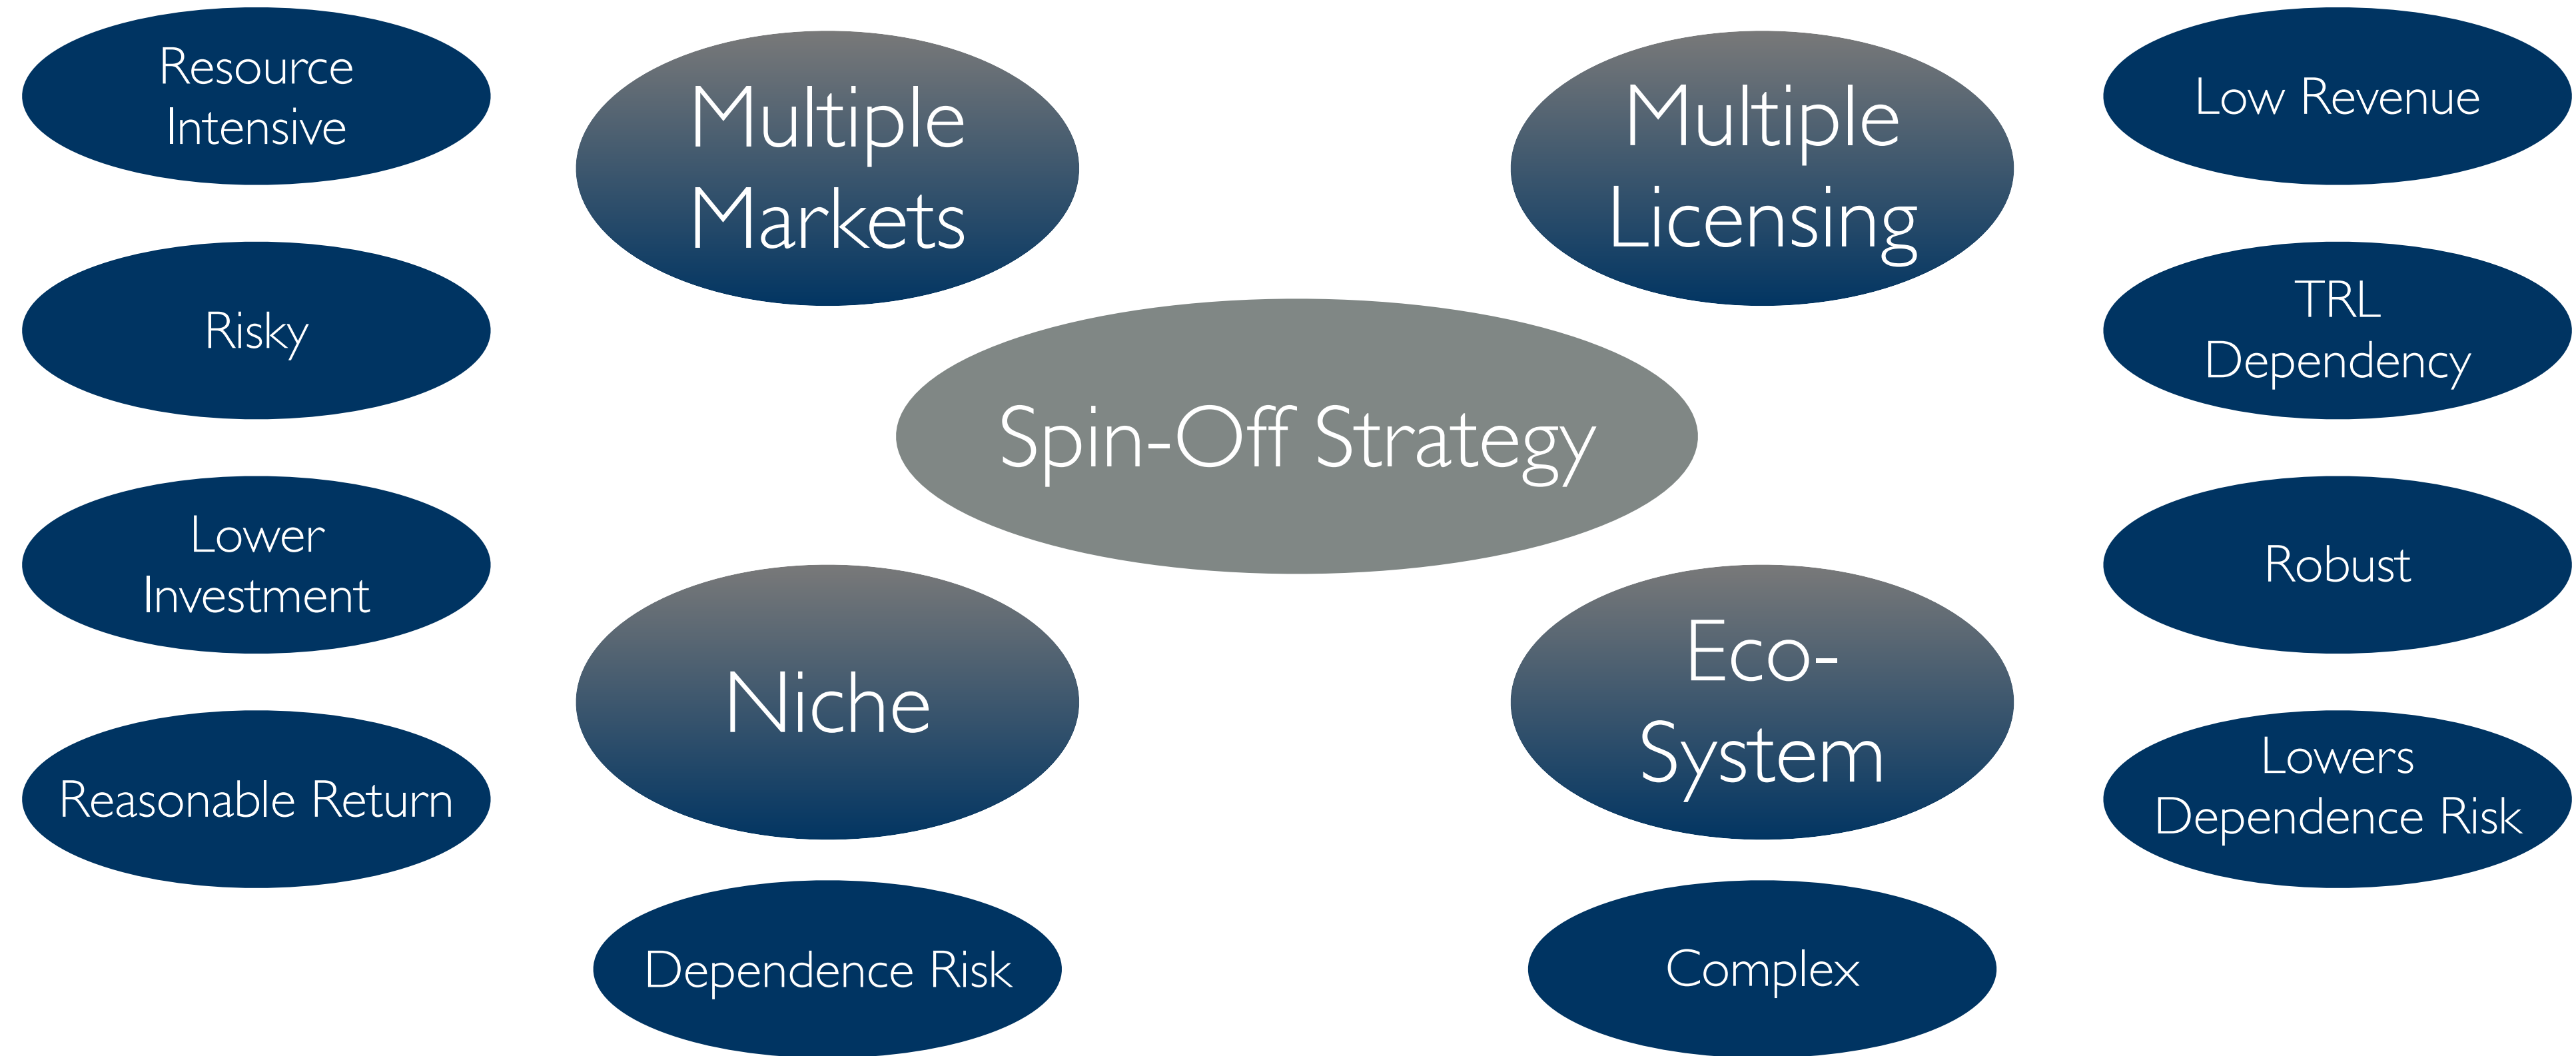 Resource
Intensive
Multiple
Markets
Multiple
Licensing
Low Revenue
Risky
TRL
Dependency
Spin-Off Strategy
Lower
Investment
Robust
Niche
Eco-
System
Reasonable Return
Lowers
Dependence Risk
Dependence Risk
Complex